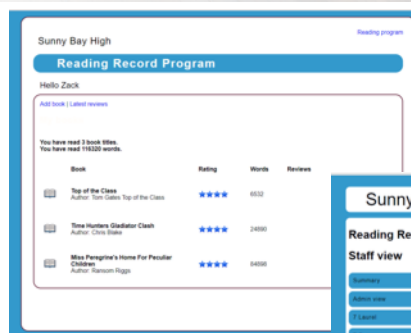 Reading program
Sunny Bay High
Reading Record Program
Hello Zack
Add book | Latest reviews
You have read 3 book titles.
You have read 116320 words.
Book Rating Words Reviews
Top of the Class
Author: Tom Gates Top of the Class
6532
Time Hunters Gladiator Clash
Author: Chris Blake
24890
Miss Peregrine's Home For Peculiar
Children
Author: Ransom Riggs
84898
Sunny
Reading Re
Staff view
Summary
Admin view
7 Laurel